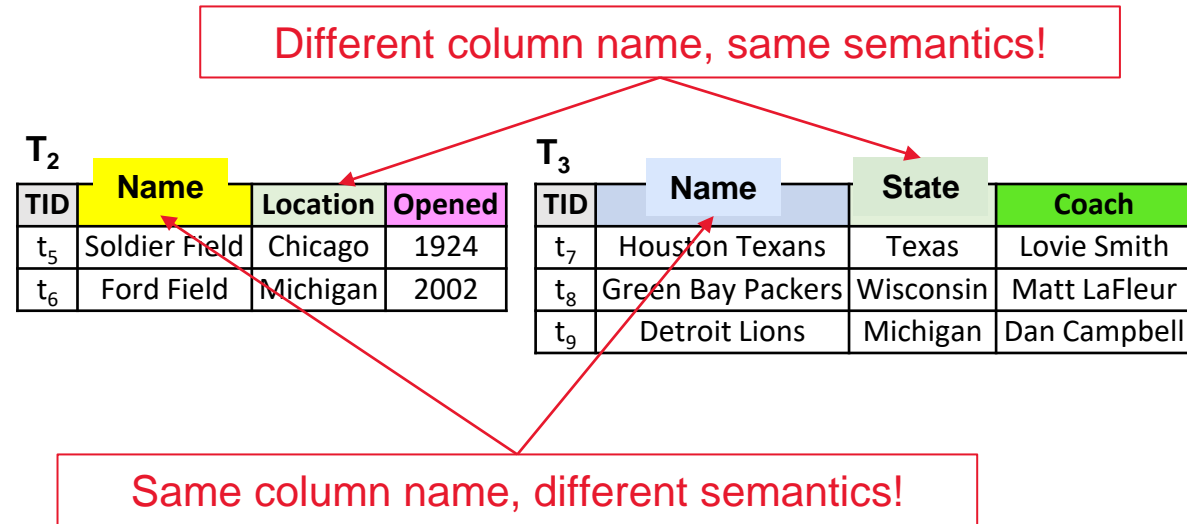 Different column name, same semantics!
T₂
TID Name Location Opened
t₅ Soldier Field Chicago 1924
t₆ Ford Field Michigan 2002
T₃
TID Name State Coach
t₇ Houston Texans Texas Lovie Smith
t₈ Green Bay Packers Wisconsin Matt LaFleur
t₉ Detroit Lions Michigan Dan Campbell
Same column name, different semantics!